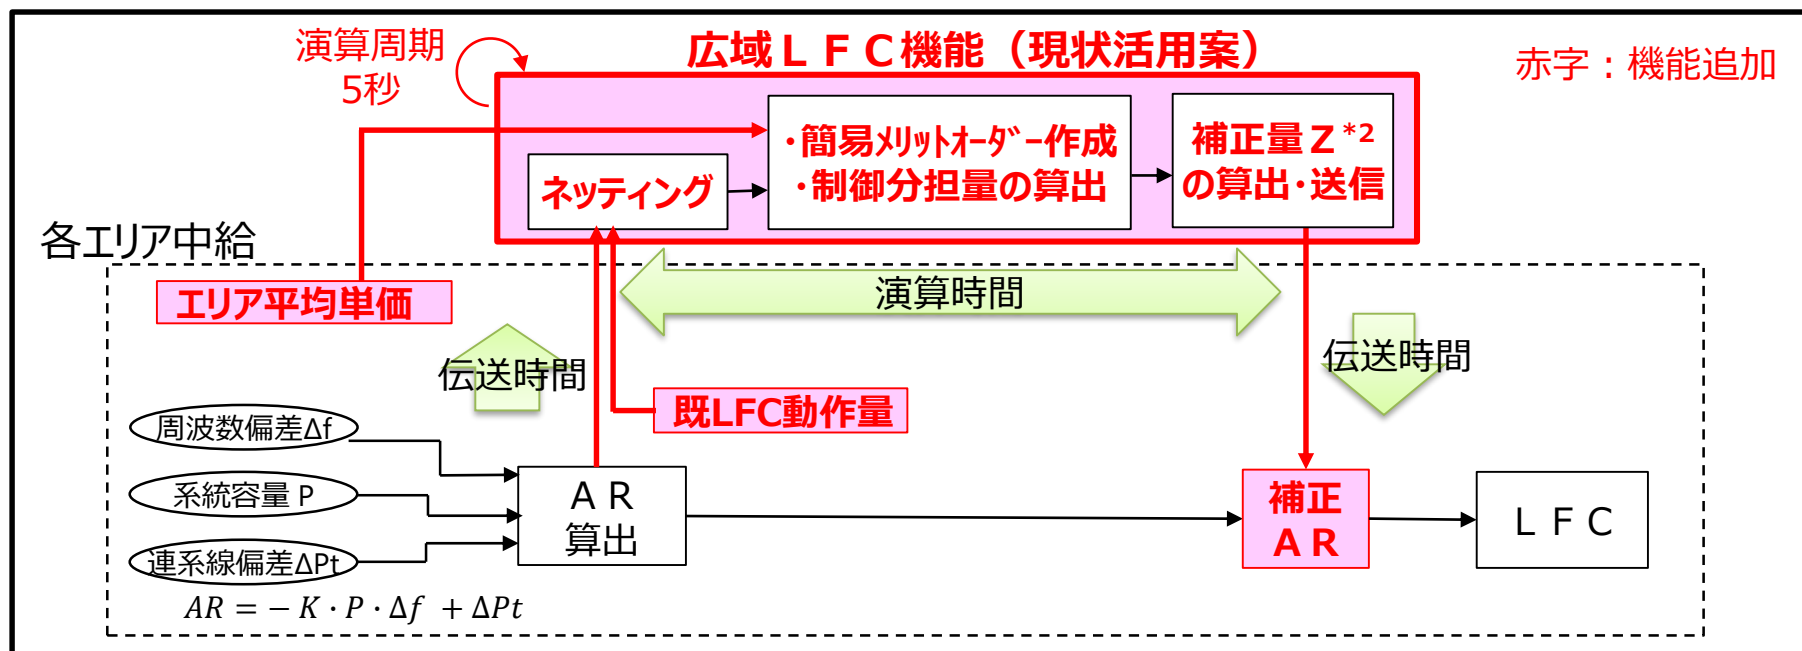 演算周期
5秒
広域ＬＦＣ機能（現状活用案）
赤字：機能追加
・簡易メリットオーダー作成
・制御分担量の算出
補正量Ｚ*2
の算出・送信
ネッティング
各エリア中給
エリア平均単価
演算時間
伝送時間
伝送時間
既LFC動作量
周波数偏差Δf
系統容量 P
連系線偏差ΔPt
ＡＲ
算出
補正
ＡＲ
ＬＦＣ
AR = − K · P · Δf + ΔPt